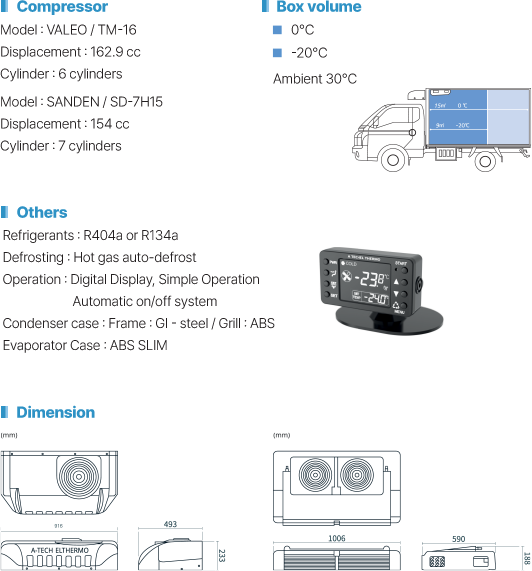 Compressor
Model : VALEO / TM-16
Displacement : 162.9 cc
Cylinder : 6 cylinders
Model : SANDEN / SD-7H15
Displacement : 154 cc
Cylinder : 7 cylinders
Box volume
0°C
-20°C
Ambient 30°C
15㎥ 0℃
9㎥ -20℃
Others
Refrigerants : R404a or R134a
Defrosting : Hot gas auto-defrost
Operation : Digital Display, Simple Operation
Automatic on/off system
Condenser case : Frame : GI - steel / Grill : ABS
Evaporator Case : ABS SLIM
A-TECH ELTHERMO
START
COLD
-23.8
-24.0
SET
MENU
Dimension
(mm)
916
493
A-TECH ELTHERMO
233
(mm)
1006
590